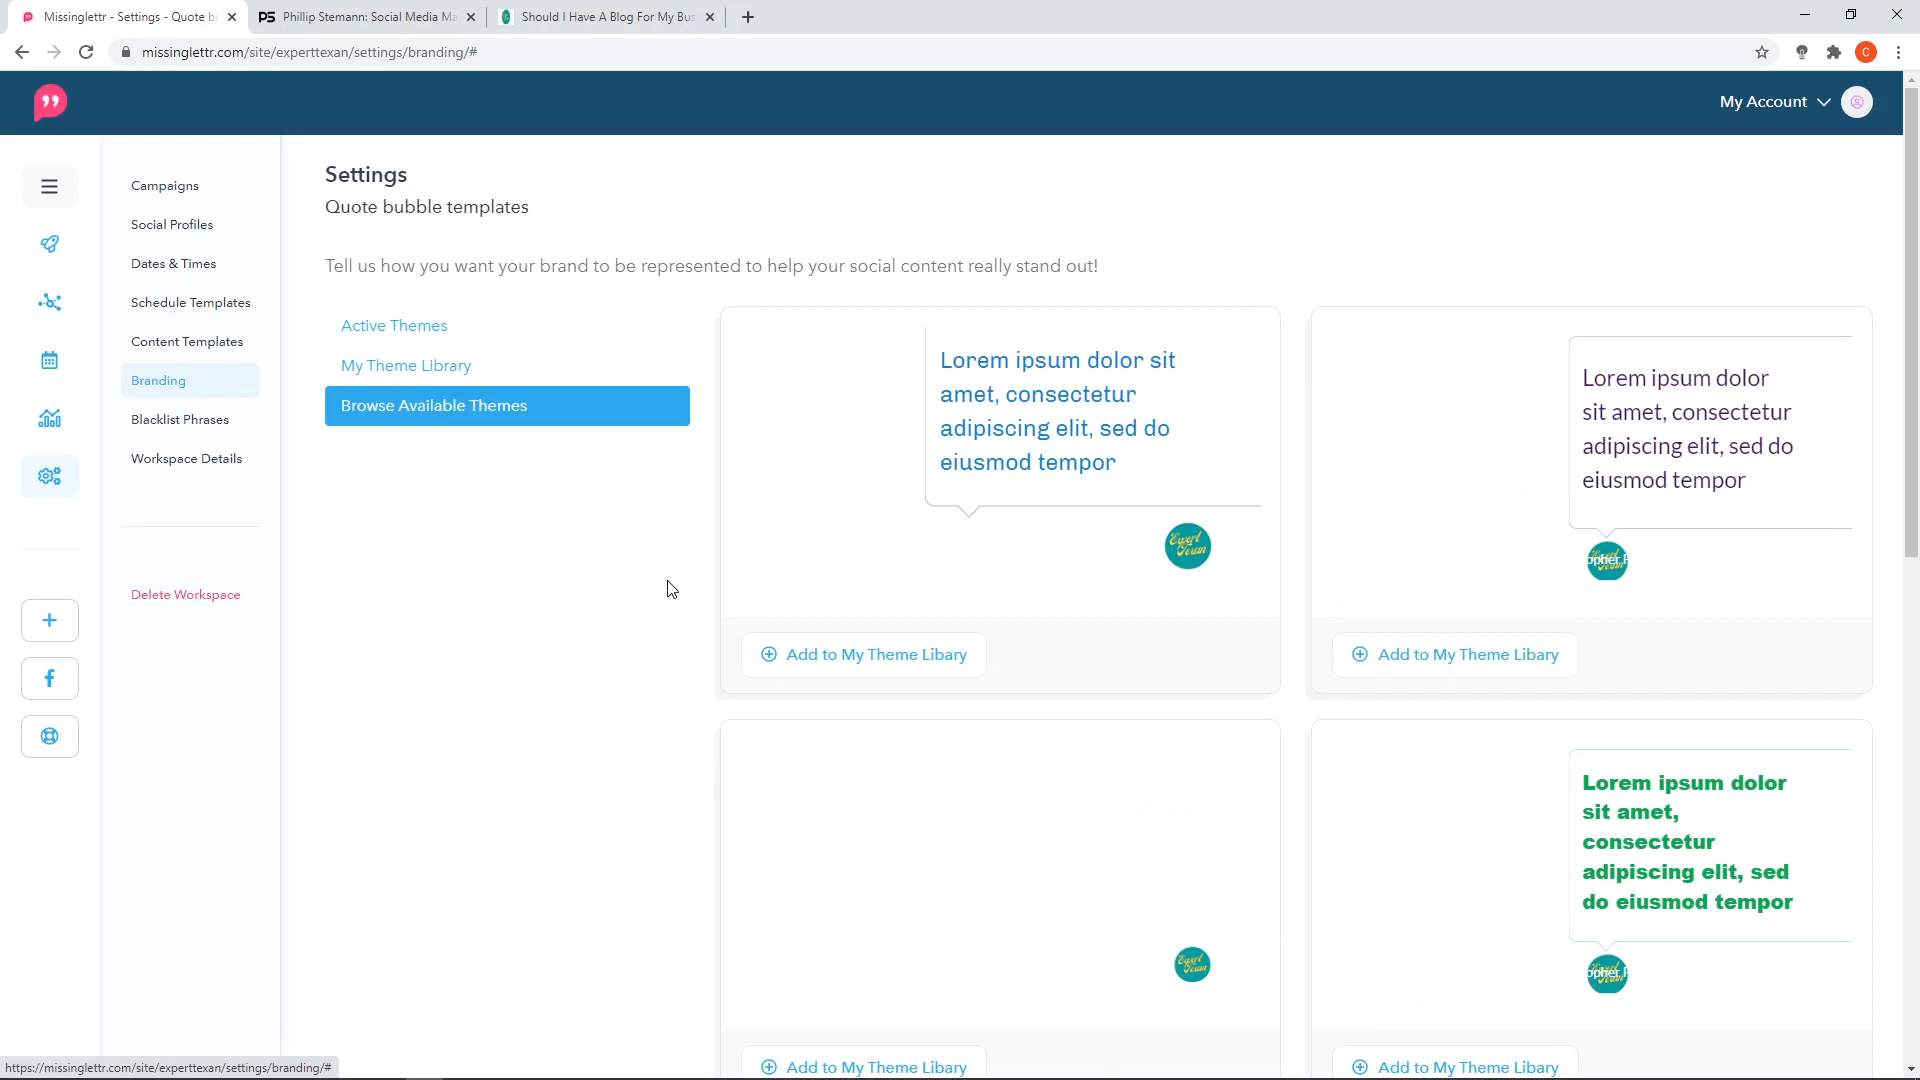 Missinglettr - Settings - Quote b
Phillip Stemann: Social Media Ma
Should I Have A Blog For My Bus
missinglettr.com/site/experttexan/settings/branding/#
C
My Account
Campaigns
Social Profiles
Dates & Times
Schedule Templates
Content Templates
Branding
Blacklist Phrases
Workspace Details
Delete Workspace
Settings
Quote bubble templates
Tell us how you want your brand to be represented to help your social content really stand out!
Active Themes
My Theme Library
Browse Available Themes
Lorem ipsum dolor sit
amet, consectetur
adipiscing elit, sed do
eiusmod tempor
Expert
Texan
Add to My Theme Libary
Lorem ipsum dolor
sit amet, consectetur
adipiscing elit, sed do
eiusmod tempor
Add to My Theme Libary
Expert
Texan
Add to My Theme Libary
Lorem ipsum dolor
sit amet,
consectetur
adipiscing elit, sed
do eiusmod tempor
Add to My Theme Libary
https://missinglettr.com/site/experttexan/settings/branding/#